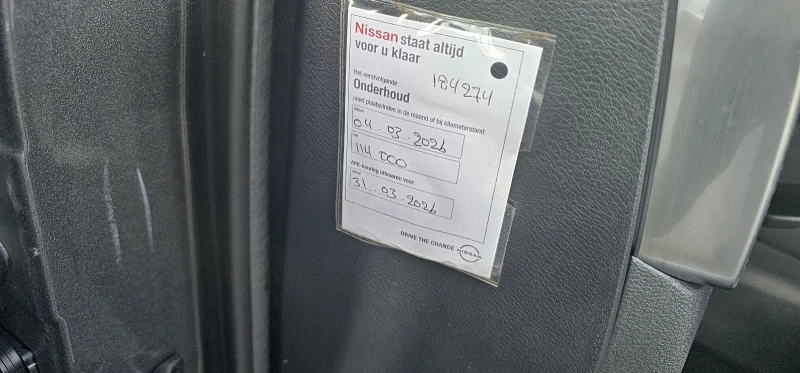 Nissan staat altijd
voor u klaar
184274
Het eerstvolgende
Onderhoud
moet plaatsvinden in de maand of bij kilometerstand:
04 . 03 . 2026
114 000
APK-keuring uitvoeren voor:
31 . 03 . 2026
DRIVE THE CHANGE NISSAN